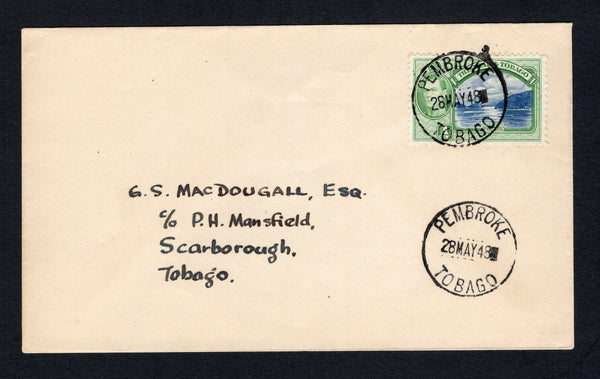 PEMBROKE
28MAY48
TOBAGO
TOBAGO
G. S. MacDougall, Esq.
c/o P. H. Mansfield,
Scarborough,
Tobago.
PEMBROKE
28MAY48
TOBAGO